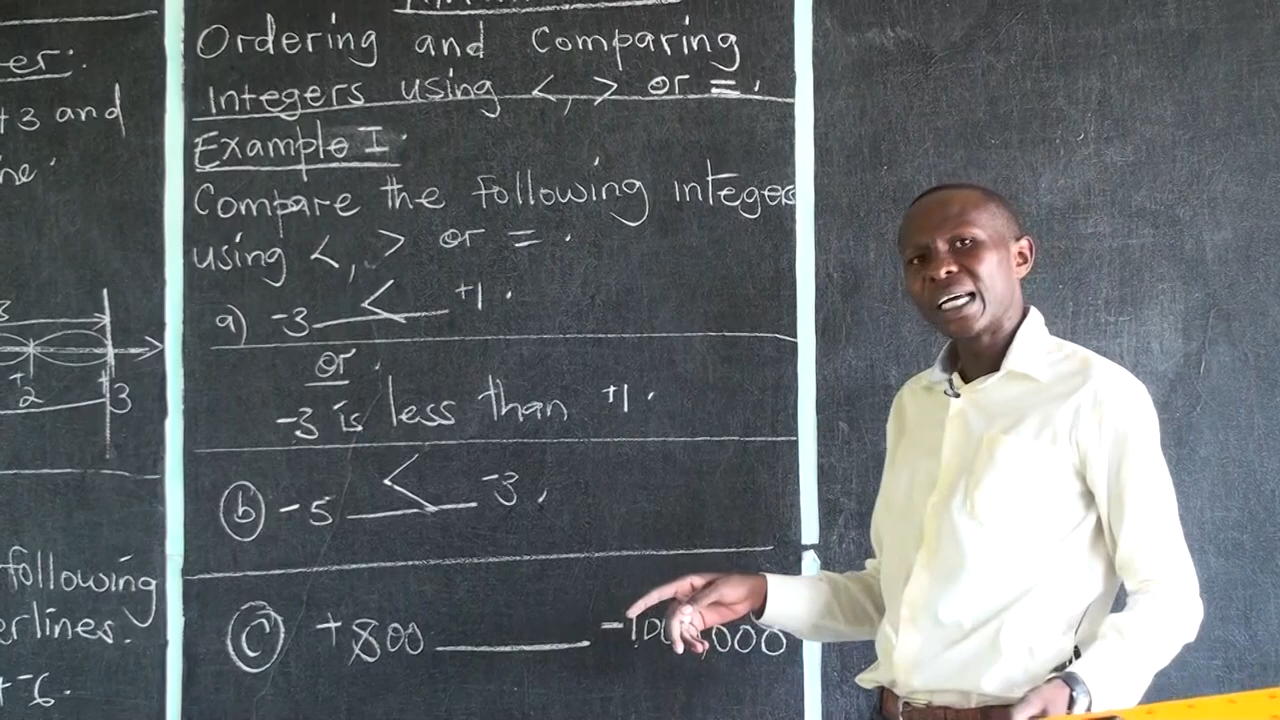 er:
+3 and
ne.
3
+2
3
following
erlines.
+-6.
Ordering and Comparing
Integers using <, > or =.
Example I.
Compare the following integers
using <, > or =.
a) -3 < +1.
or
-3 is less than +1.
b) -5 < -3.
c) +800 ____